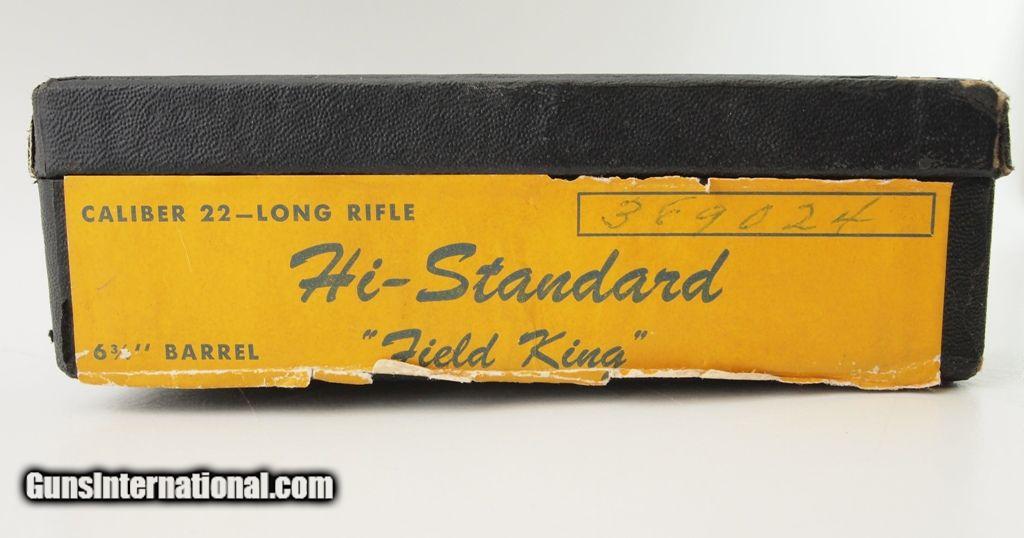 CALIBER 22—LONG RIFLE
369024
Hi-Standard
"Field King"
6¾" BARREL
GunsInternational.com